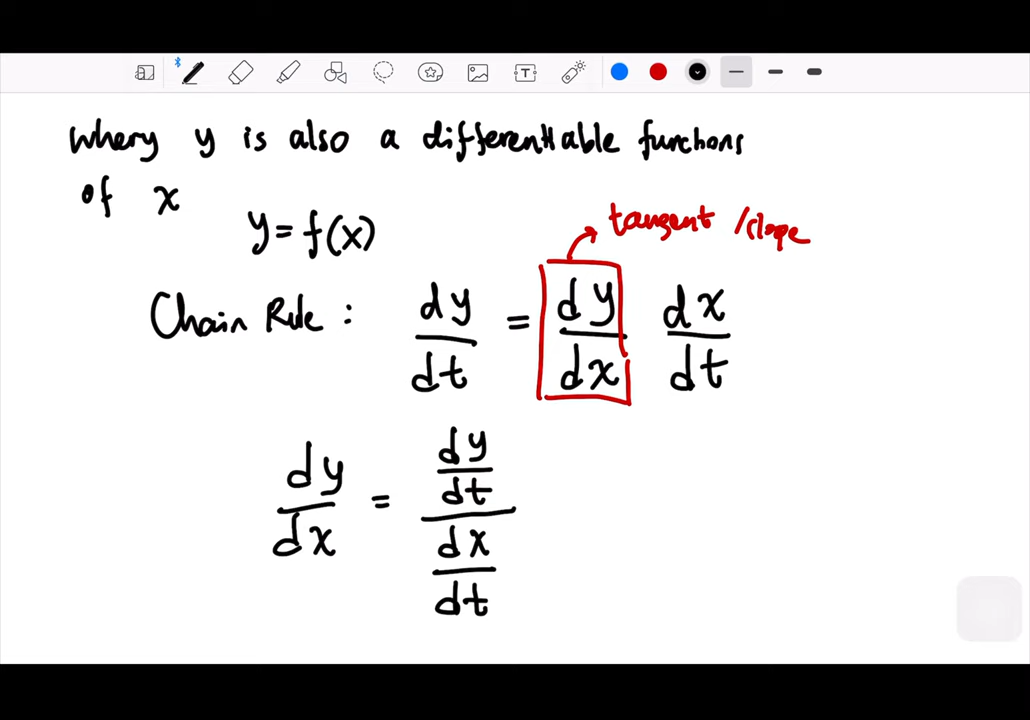 Where y is also a differentiable functions
of x
y = f(x)
tangent /slope
Chain Rule : dy/dt = dy/dx dx/dt
dy/dx = (dy/dt)/(dx/dt)